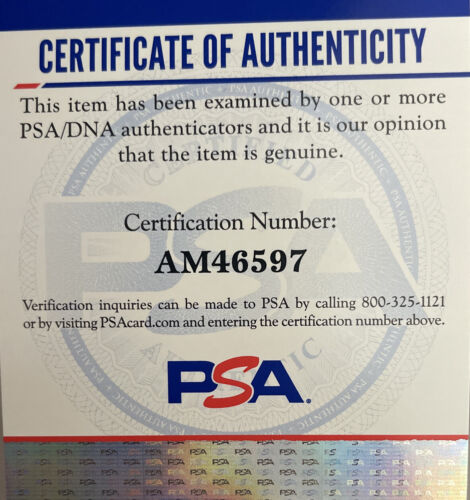 CERTIFICATE OF AUTHENTICITY
This item has been examined by one or more
PSA/DNA authenticators and it is our opinion
that the item is genuine.
Certification Number:
AM46597
Verification inquiries can be made to PSA by calling 800-325-1121
or by visiting PSAcard.com and entering the certification number above.
PSA